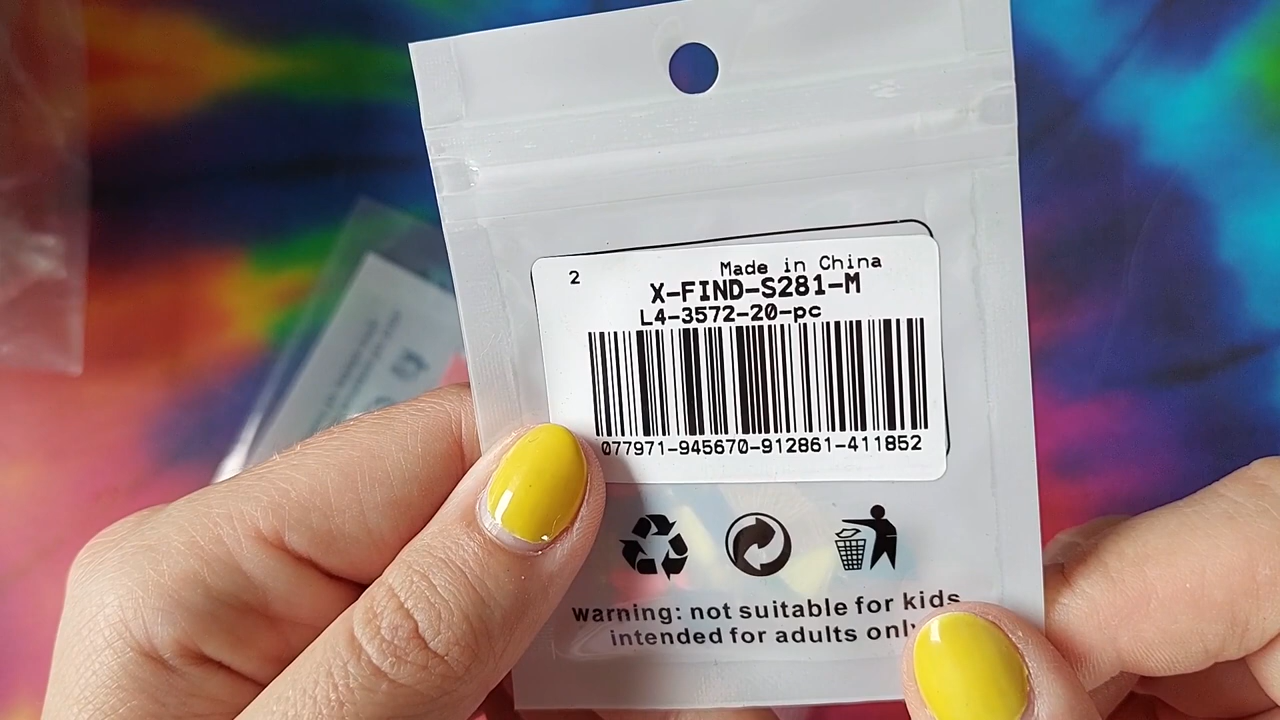 2
Made in China
X-FIND-S281-M
L4-3572-20-pc
077971-945670-912861-411852
warning: not suitable for kids
intended for adults only